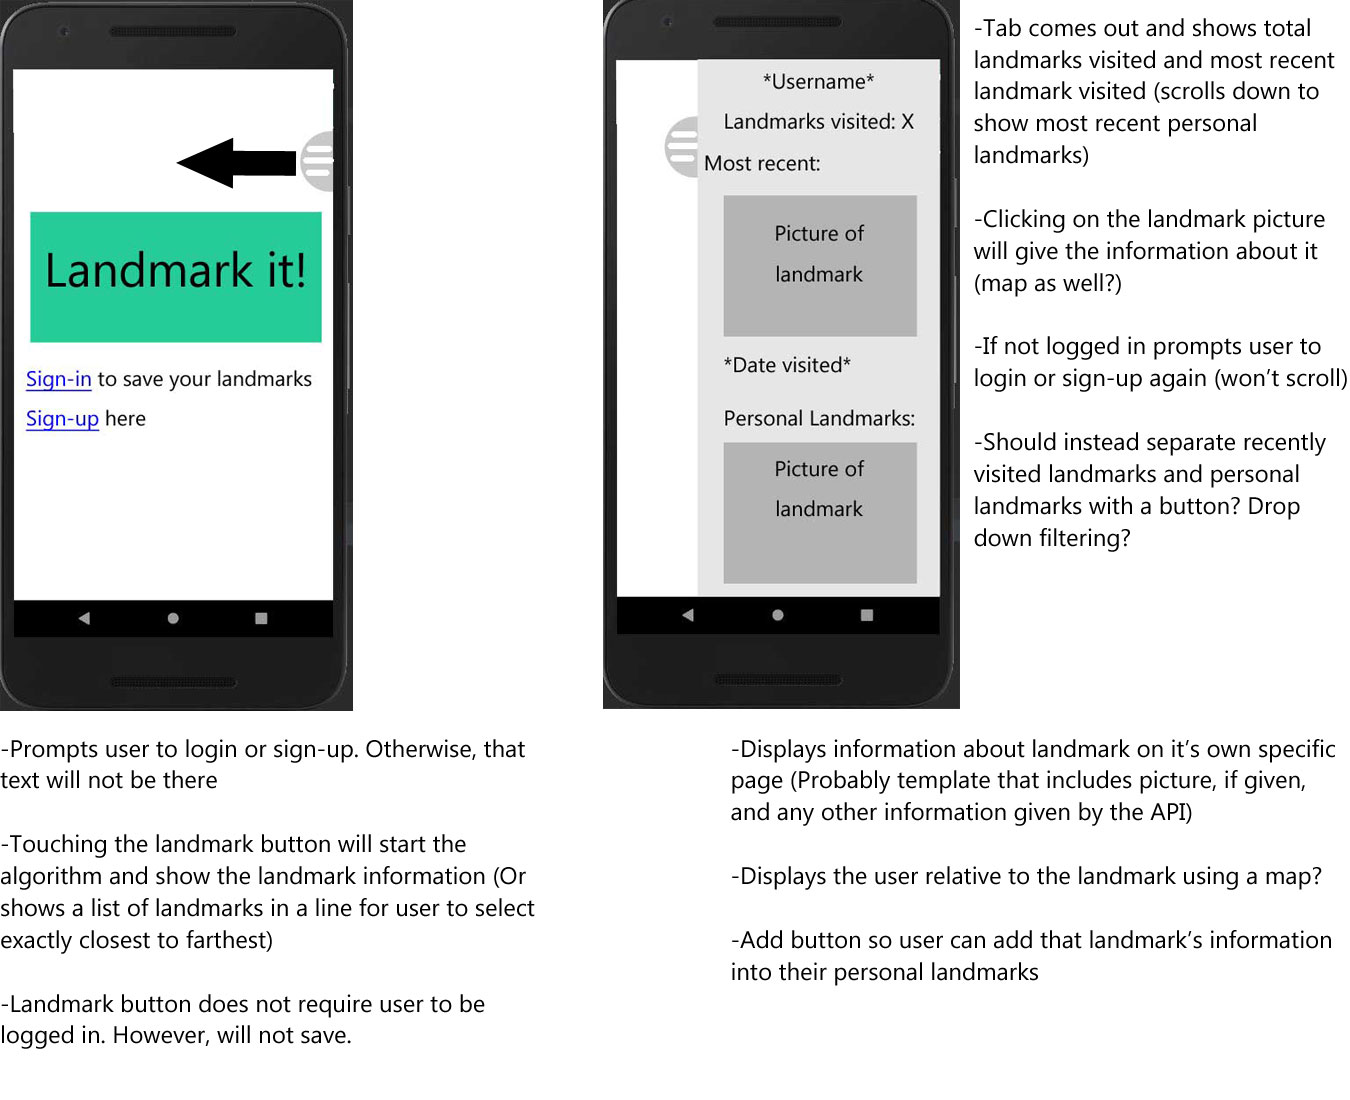 Landmark it!
Sign-in to save your landmarks
Sign-up here
-Prompts user to login or sign-up. Otherwise, that
text will not be there
-Touching the landmark button will start the
algorithm and show the landmark information (Or
shows a list of landmarks in a line for user to select
exactly closest to farthest)
-Landmark button does not require user to be
logged in. However, will not save.
*Username*
Landmarks visited: X
Most recent:
Picture of
landmark
*Date visited*
Personal Landmarks:
Picture of
landmark
-Tab comes out and shows total
landmarks visited and most recent
landmark visited (scrolls down to
show most recent personal
landmarks)
-Clicking on the landmark picture
will give the information about it
(map as well?)
-If not logged in prompts user to
login or sign-up again (won’t scroll)
-Should instead separate recently
visited landmarks and personal
landmarks with a button? Drop
down filtering?
-Displays information about landmark on it’s own specific
page (Probably template that includes picture, if given,
and any other information given by the API)
-Displays the user relative to the landmark using a map?
-Add button so user can add that landmark’s information
into their personal landmarks